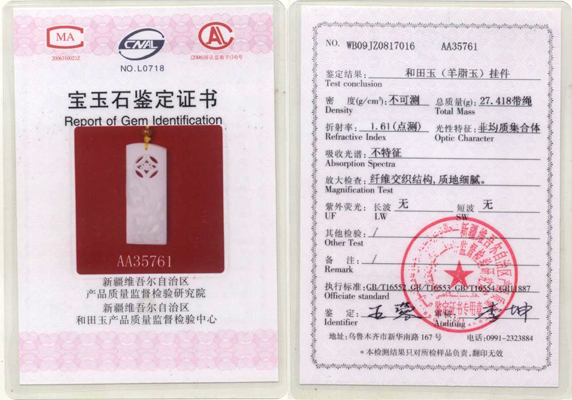 MA
CNAL
AL
NO.L0718
宝玉石鉴定证书
Report of Gem Identification
AA35761
新疆维吾尔自治区
产品质量监督检验研究院
新疆维吾尔自治区
和田玉产品质量监督检验中心
NO. WB09JZ0817016 AA35761
鉴定结果: 和田玉（羊脂玉）挂件
Test conclusion
密 度(g/cm³): 不可测 总质量(g): 27.418带绳
Density Total Mass
折射率: 1.61(点测) 光性特征: 非均质集合体
Refractive Index Optic Character
吸收光谱: 不特征
Absorption Spectra
放大检查: 纤维交织结构,质地细腻。
Magnification Test
紫外荧光: 长波 无 短波 无
UF LW SW
其他检验: /
Other Test
备 注: /
Remark
执行标准: GB/T16552 GB/T16553 GB/T16554 GB11887
Officiate standard
鉴 定: 审核:
Identifier Auditing
地址: 乌鲁木齐市新华南路 167 号 电话: 0991-2323884
* 本检测结果只对所检样品负责,翻印无效